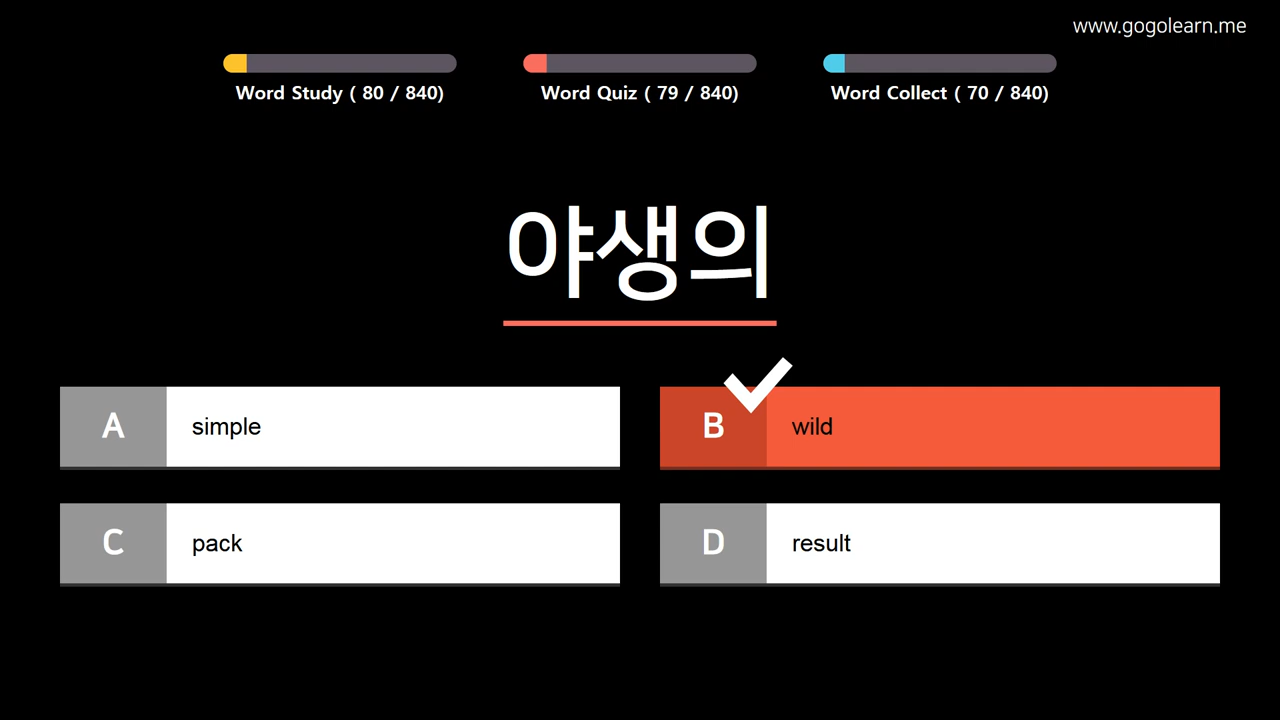 www.gogolearn.me
Word Study ( 80 / 840)
Word Quiz ( 79 / 840)
Word Collect ( 70 / 840)
야생의
A simple
B wild
C pack
D result